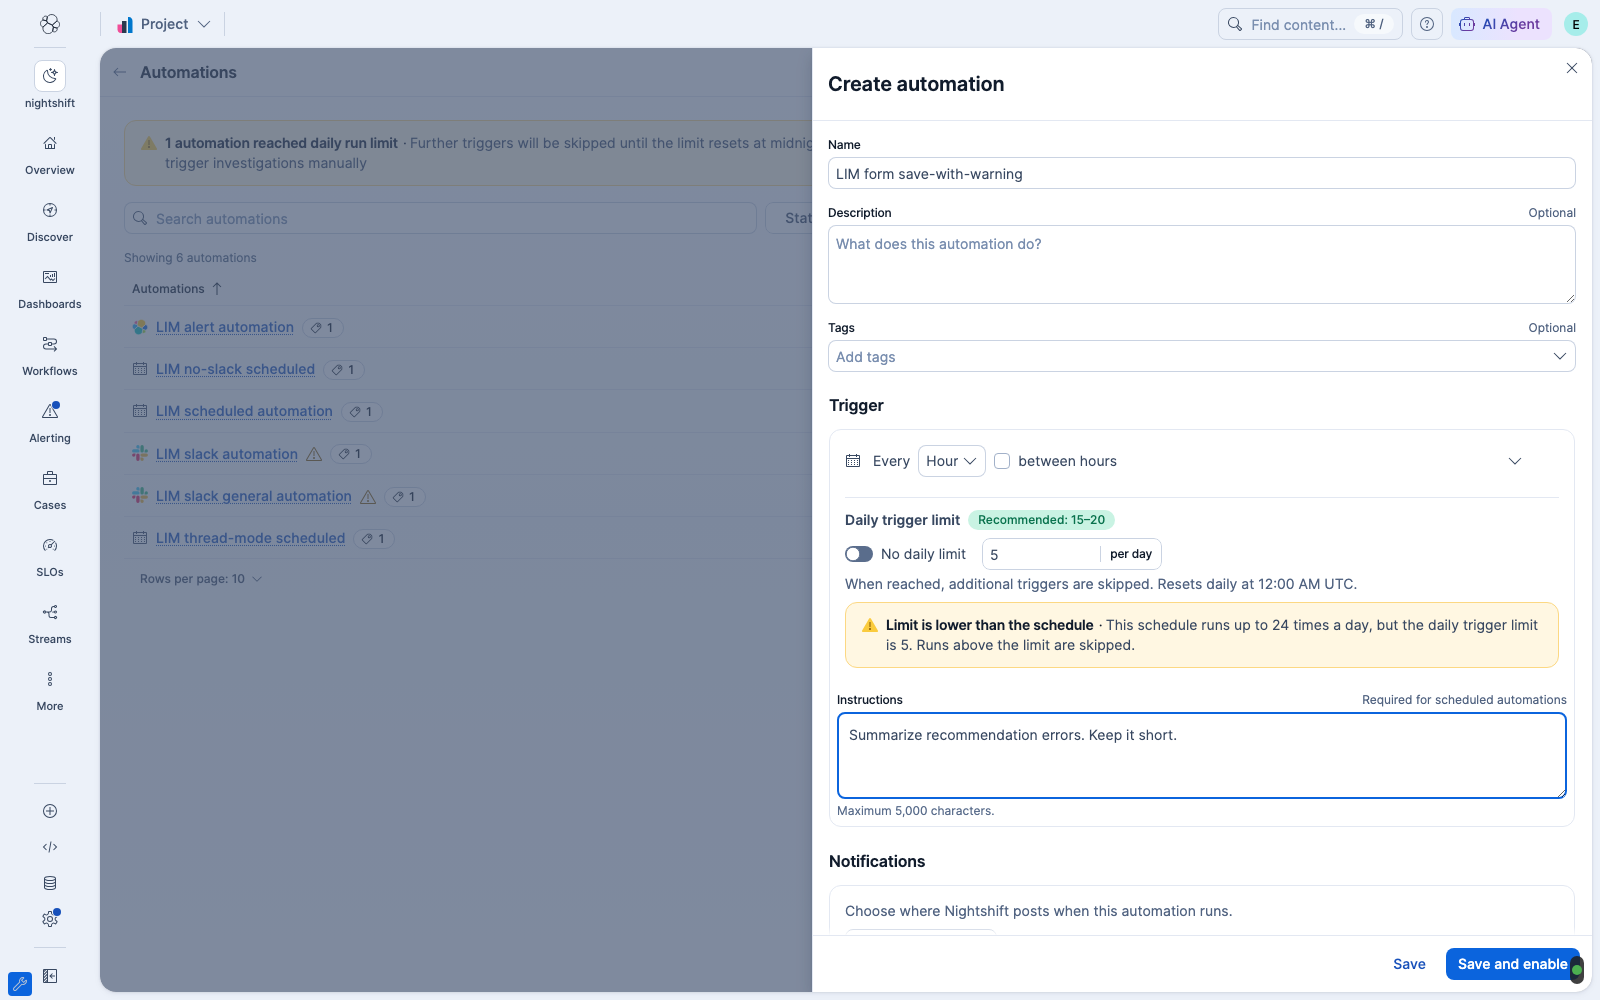 Project
Find content...
⌘ /
AI Agent
E
nightshift
Overview
Discover
Dashboards
Workflows
Alerting
Cases
SLOs
Streams
More
Automations
1 automation reached daily run limit · Further triggers will be skipped until the limit resets at midnig
trigger investigations manually
Search automations
Stat
Showing 6 automations
Automations
LIM alert automation 1
LIM no-slack scheduled 1
LIM scheduled automation 1
LIM slack automation 1
LIM slack general automation 1
LIM thread-mode scheduled 1
Rows per page: 10
Create automation
Name
LIM form save-with-warning
Description Optional
What does this automation do?
Tags Optional
Add tags
Trigger
Every Hour between hours
Daily trigger limit Recommended: 15–20
No daily limit 5 per day
When reached, additional triggers are skipped. Resets daily at 12:00 AM UTC.
Limit is lower than the schedule · This schedule runs up to 24 times a day, but the daily trigger limit
is 5. Runs above the limit are skipped.
Instructions Required for scheduled automations
Summarize recommendation errors. Keep it short.
Maximum 5,000 characters.
Notifications
Choose where Nightshift posts when this automation runs.
Save
Save and enable